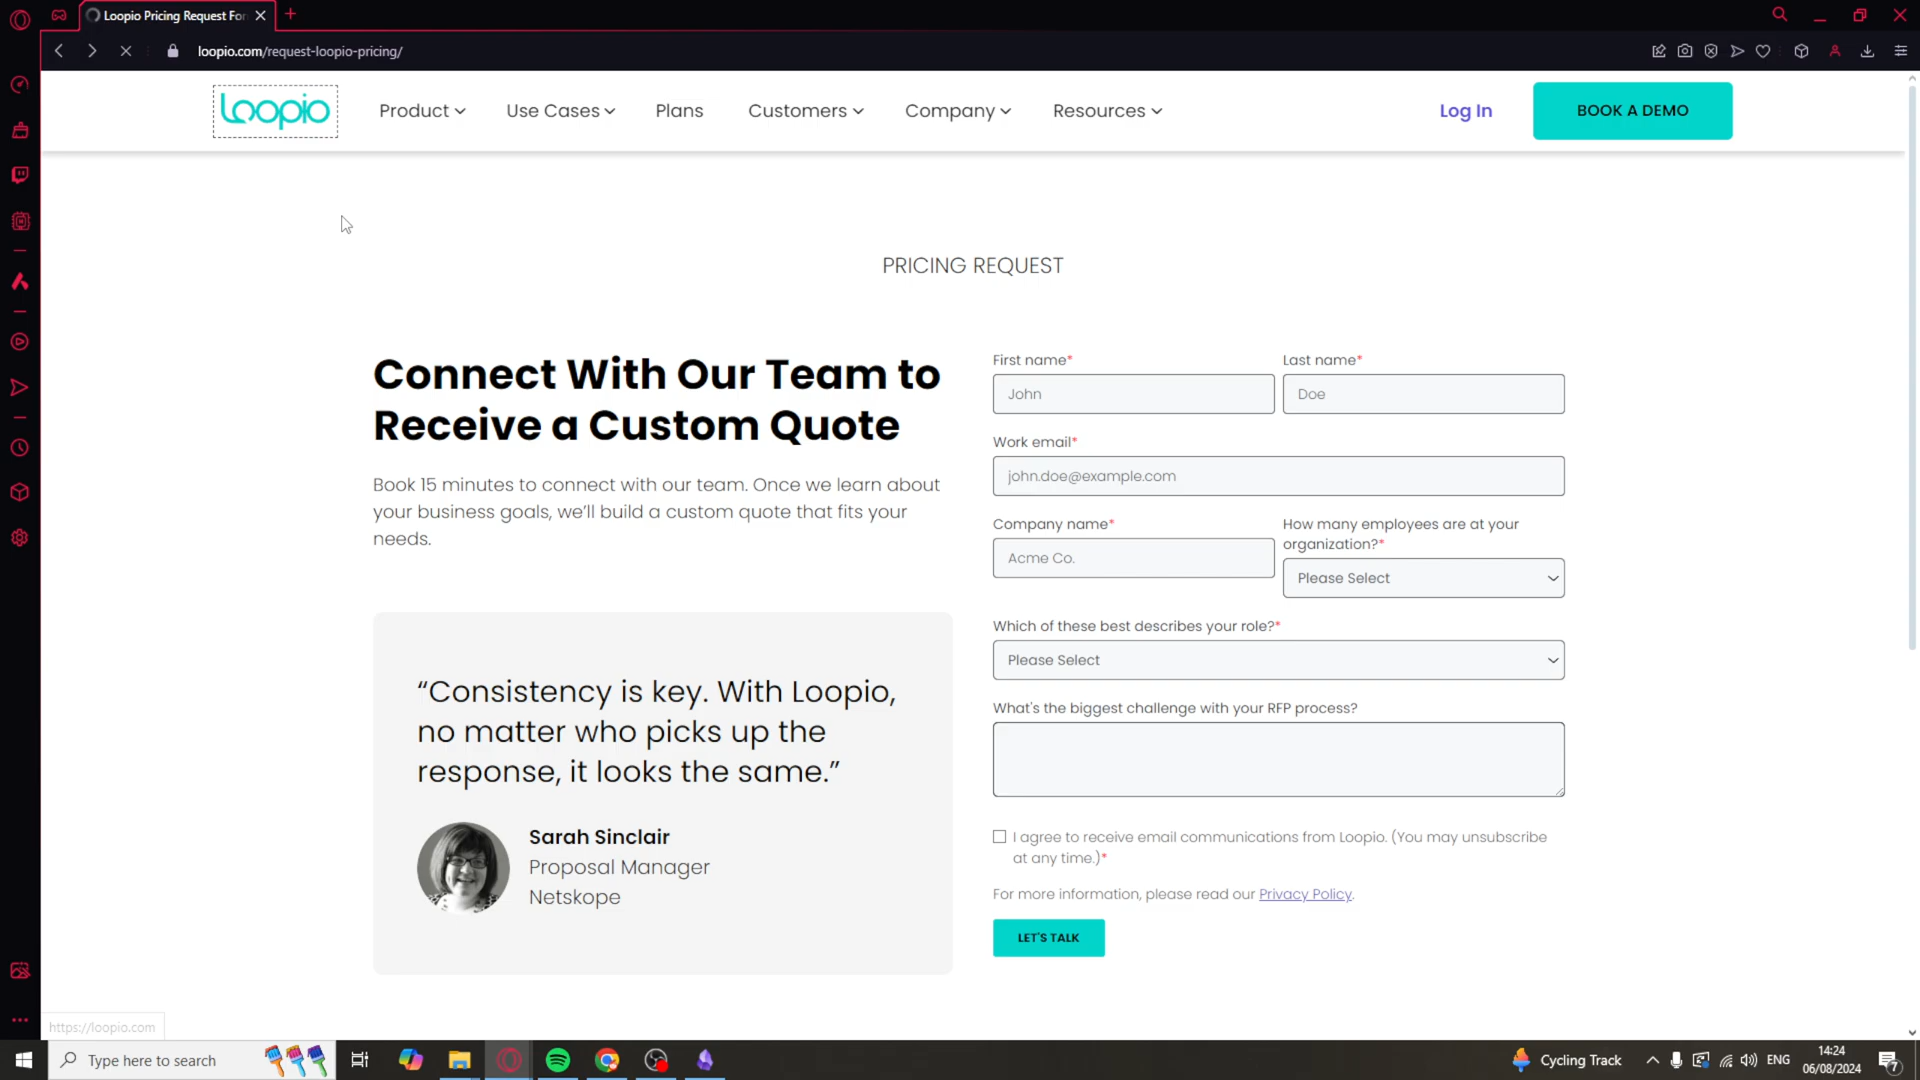 Loopio Pricing Request For
loopio.com/request-loopio-pricing/
loopio
Product
Use Cases
Plans
Customers
Company
Resources
Log In
BOOK A DEMO
PRICING REQUEST
Connect With Our Team to
Receive a Custom Quote
Book 15 minutes to connect with our team. Once we learn about
your business goals, we'll build a custom quote that fits your
needs.
“Consistency is key. With Loopio,
no matter who picks up the
response, it looks the same.”
Sarah Sinclair
Proposal Manager
Netskope
First name*
Last name*
John
Doe
Work email*
john.doe@example.com
Company name*
How many employees are at your
organization?*
Acme Co.
Please Select
Which of these best describes your role?*
Please Select
What's the biggest challenge with your RFP process?
I agree to receive email communications from Loopio. (You may unsubscribe
at any time.)*
For more information, please read our Privacy Policy.
LET'S TALK
https://loopio.com
Type here to search
Cycling Track
ENG
14:24
06/08/2024
7